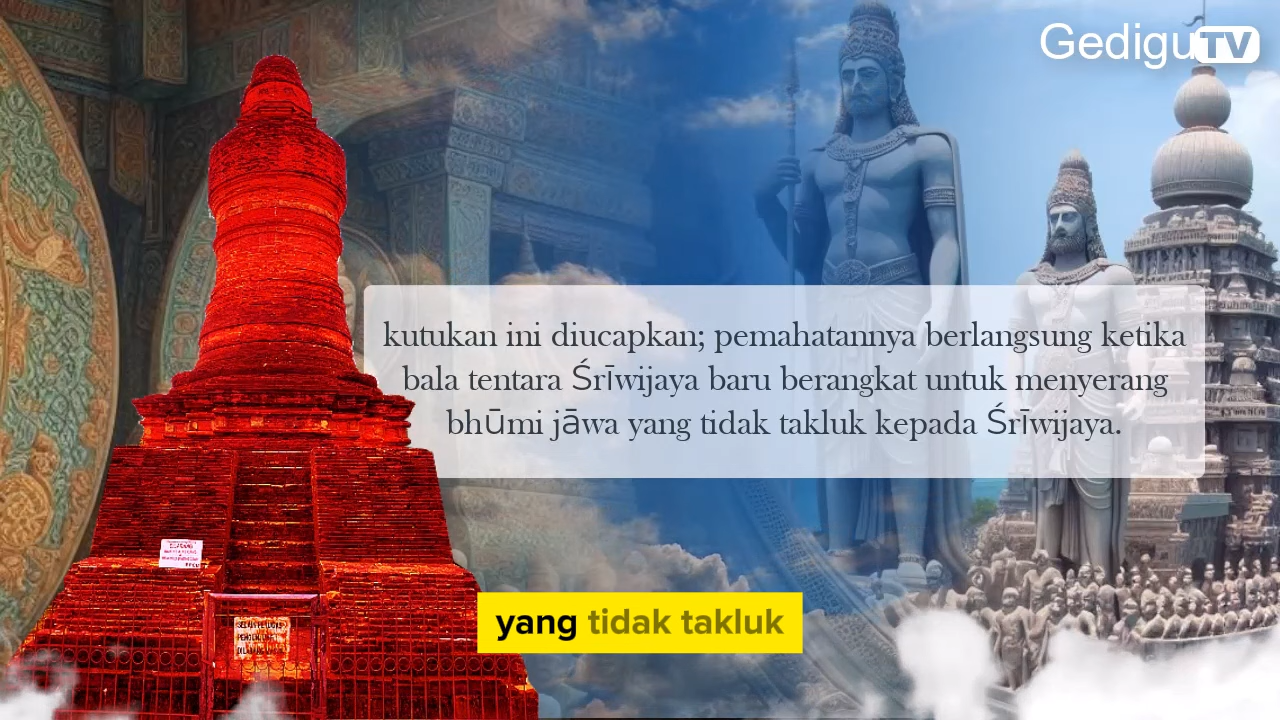 GediguTV
kutukan ini diucapkan; pemahatannya berlangsung ketika
bala tentara Śrīwijaya baru berangkat untuk menyerang
bhūmi jāwa yang tidak takluk kepada Śrīwijaya.
yang tidak takluk